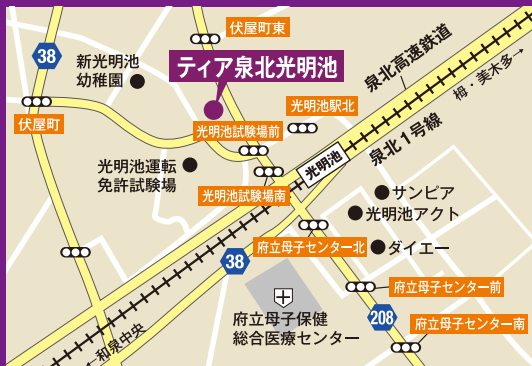 伏屋町東
38
新光明池
幼稚園
ティア泉北光明池
泉北高速鉄道
栂・美木多→
光明池駅北
伏屋町
光明池試験場前
泉北1号線
光明池
光明池運転
免許試験場
光明池試験場南
サンピア
光明池アクト
府立母子センター北
ダイエー
38
府立母子センター前
府立母子保健
総合医療センター
208
府立母子センター南
←和泉中央